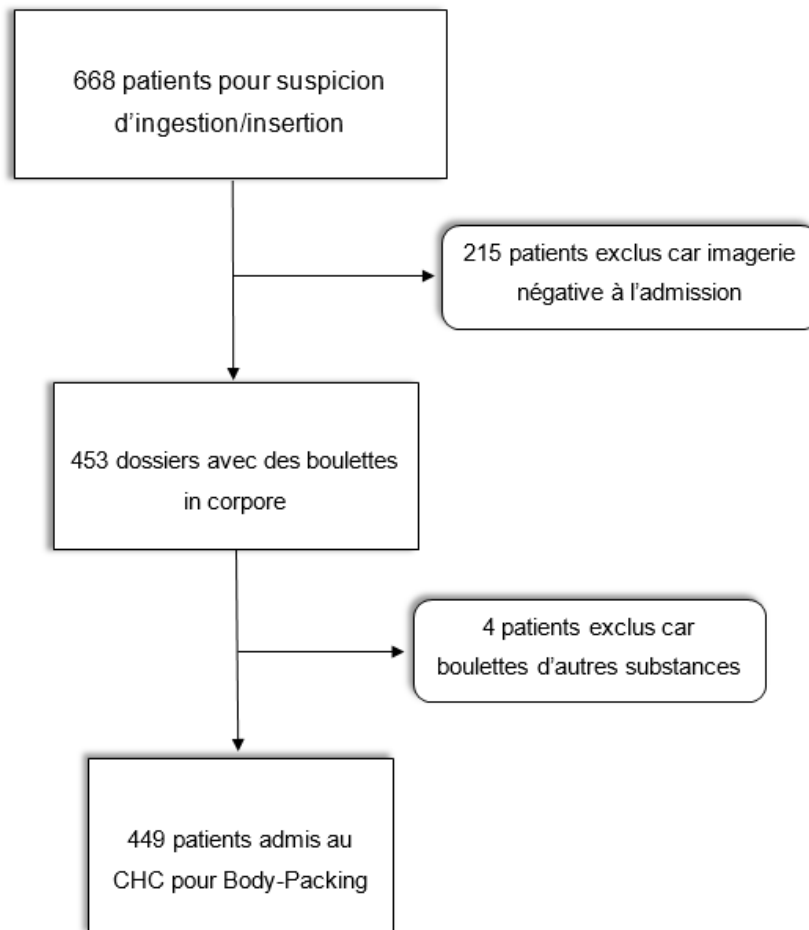 668 patients pour suspicion
d'ingestion/insertion
215 patients exclus car imagerie
négative à l'admission
453 dossiers avec des boulettes
in corpore
4 patients exclus car
boulettes d'autres substances
449 patients admis au
CHC pour Body-Packing